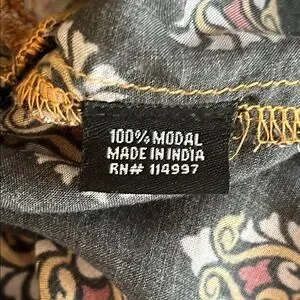 100% MODAL
MADE IN INDIA
RN# 114997